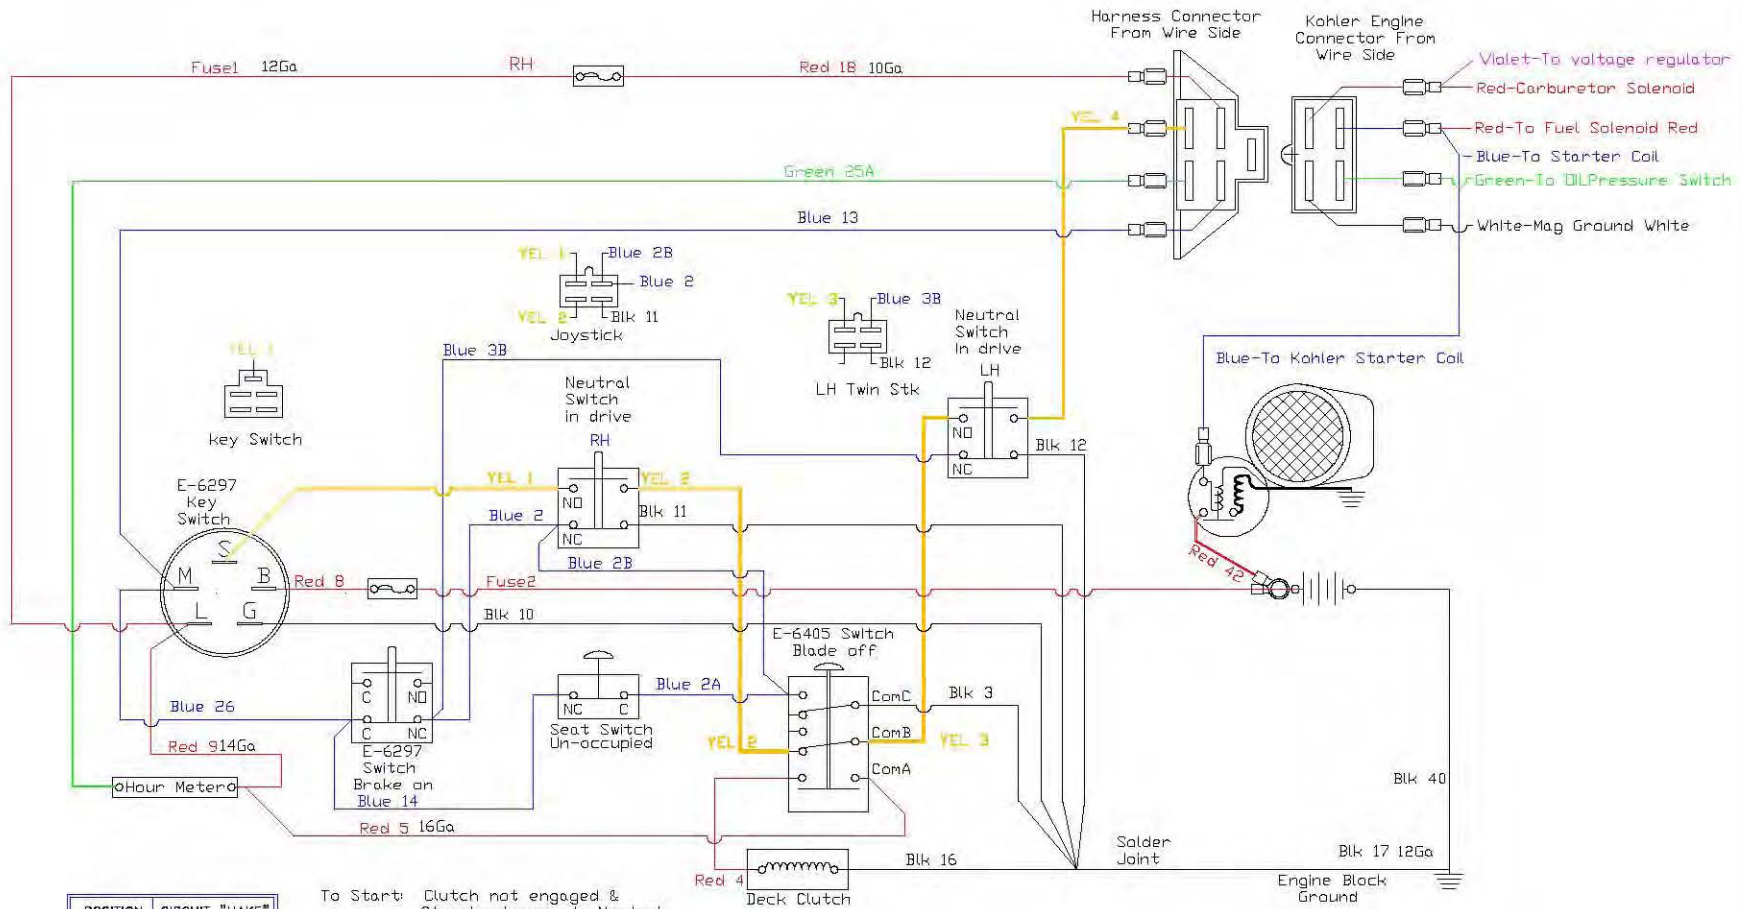 Harness Connector
From Wire Side
Kohler Engine
Connector From
Wire Side
Fuse1 12Ga
RH
Red 18 10Ga
Violet-To voltage regulator
Red-Carburetor Solenoid
YEL 4
Red-To Fuel Solenoid Red
Blue-To Starter Coil
Green 25A
Green-To OILPressure Switch
Blue 13
White-Mag Ground White
YEL 1
Blue 2B
Blue 2
YEL 2
Blk 11
Joystick
YEL 3
Blue 3B
Blk 12
LH Twin Stk
Neutral
Switch
in drive
LH
Blue-To Kohler Starter Coil
YEL 1
key Switch
Blue 3B
Neutral
Switch
in drive
RH
NO
NC
Blk 12
E-6297
Key
Switch
YEL 1
YEL 2
NO
NC
Blue 2
Blk 11
Blue 2B
S
M
B
L
G
Red 8
Fuse2
Blk 10
Red 42
E-6405 Switch
Blade off
C
NO
C
NC
Blue 26
E-6297
Switch
Brake on
Blue 14
NC
C
Seat Switch
Un-occupied
Blue 2A
ComC
Blk 3
YEL 2
ComB
YEL 3
ComA
Red 914Ga
Hour Meter
Red 5 16Ga
Blk 40
Solder
Joint
Blk 16
Blk 17 12Ga
Red 4
Deck Clutch
Engine Block
Ground
POSITION CIRCUIT "MAKE"
To Start: Clutch not engaged &